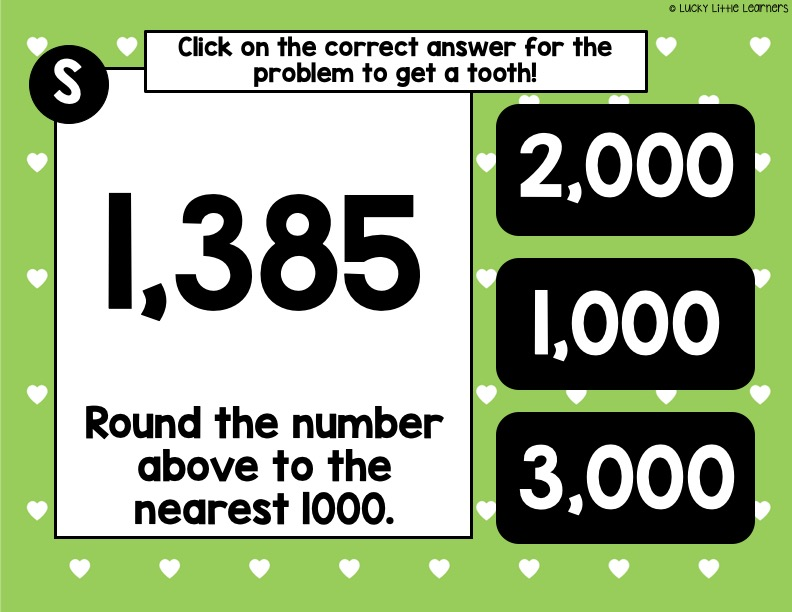 © Lucky Little Learners
Click on the correct answer for the
problem to get a tooth!
S
1,385
Round the number
above to the
nearest 1000.
2,000
1,000
3,000